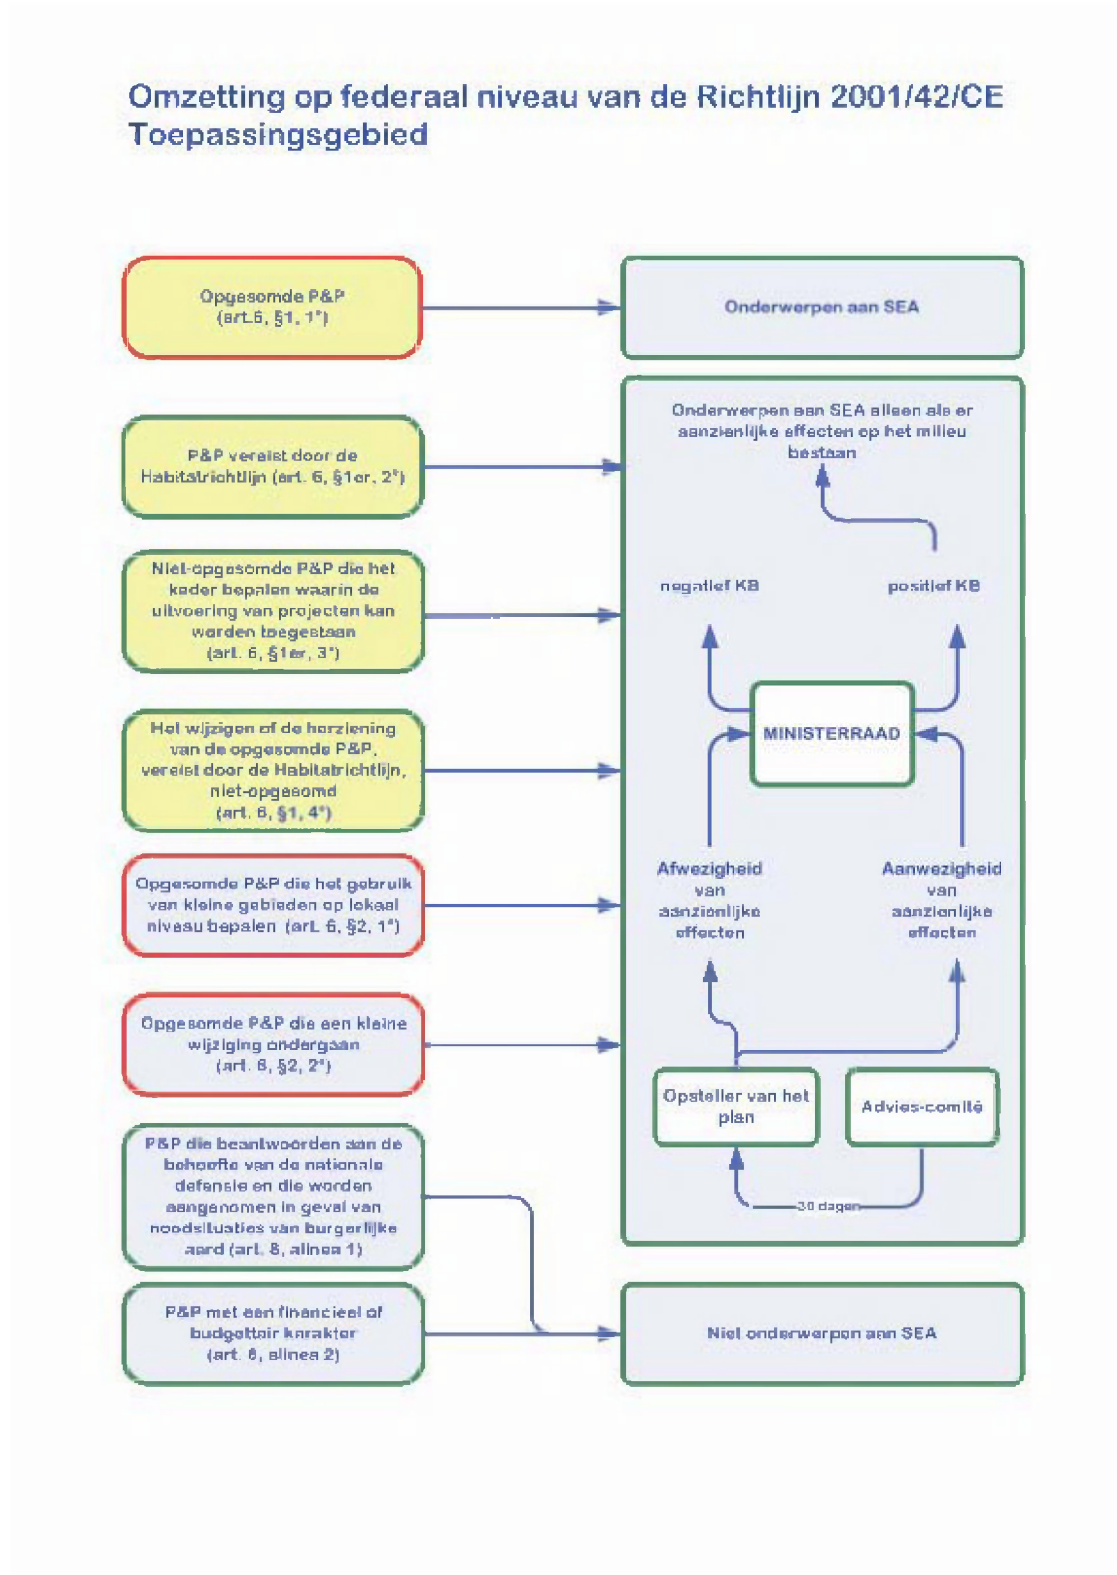 Omzetting op federaal niveau van de Richtlijn 2001/42/CE
Toepassingsgebied
Opgesomde P&P
(art.6, §1, 1°)
Onderwerpen aan SEA
P&P vereist door de
Habitatrichtlijn (art. 6, §1er, 2°)
Niet-opgesomde P&P die het
kader bepalen waarin de
uitvoering van projecten kan
worden toegestaan
(art. 6, §1er, 3°)
Het wijzigen of de herziening
van de opgesomde P&P,
vereist door de Habitatrichtlijn,
niet-opgesomd
(art. 6, §1, 4°)
Opgesomde P&P die het gebruik
van kleine gebieden op lokaal
niveau bepalen (art. 6, §2, 1°)
Opgesomde P&P die een kleine
wijziging ondergaan
(art. 6, §2, 2°)
Onderwerpen aan SEA alleen als er
aanzienlijke effecten op het milieu
bestaan
negatief KB
positief KB
MINISTERRAAD
Afwezigheid
van
aanzienlijke
effecten
Aanwezigheid
van
aanzienlijke
effecten
Opsteller van het
plan
Advies-comité
30 dagen
P&P die beantwoorden aan de
behoefte van de nationale
defensie en die worden
aangenomen in geval van
noodsituaties van burgerlijke
aard (art. 8, alinea 1)
P&P met een financieel of
budgettair karakter
(art. 8, alinea 2)
Niet onderwerpen aan SEA